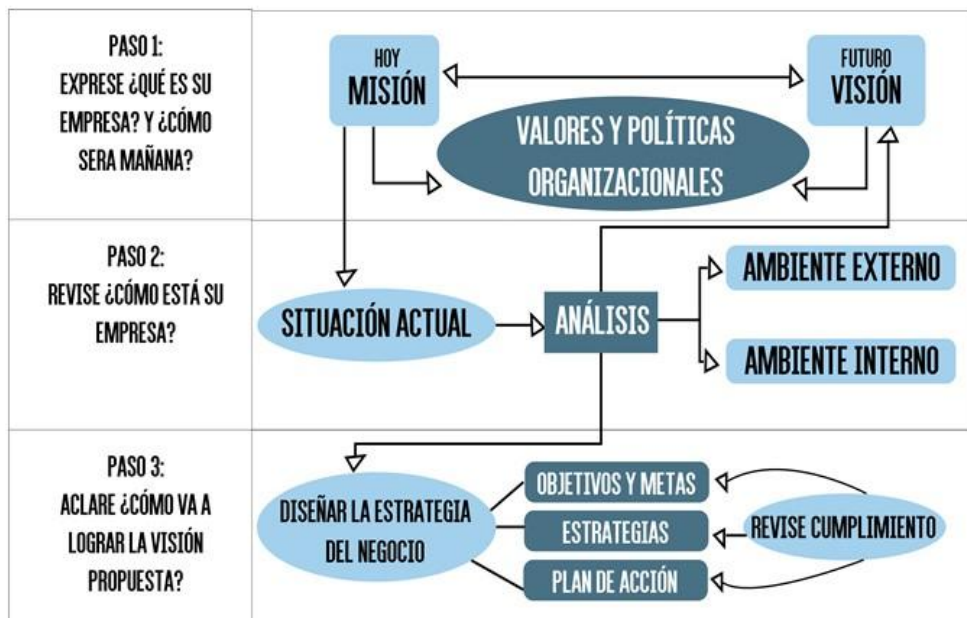 PASO 1:
EXPRESE ¿QUÉ ES SU
EMPRESA? Y ¿CÓMO
SERA MAÑANA?
HOY
MISIÓN
FUTURO
VISIÓN
VALORES Y POLÍTICAS
ORGANIZACIONALES
PASO 2:
REVISE ¿CÓMO ESTÁ SU
EMPRESA?
SITUACIÓN ACTUAL
ANÁLISIS
AMBIENTE EXTERNO
AMBIENTE INTERNO
PASO 3:
ACLARE ¿CÓMO VA A
LOGRAR LA VISIÓN
PROPUESTA?
DISEÑAR LA ESTRATEGIA
DEL NEGOCIO
OBJETIVOS Y METAS
ESTRATEGIAS
PLAN DE ACCIÓN
REVISE CUMPLIMIENTO